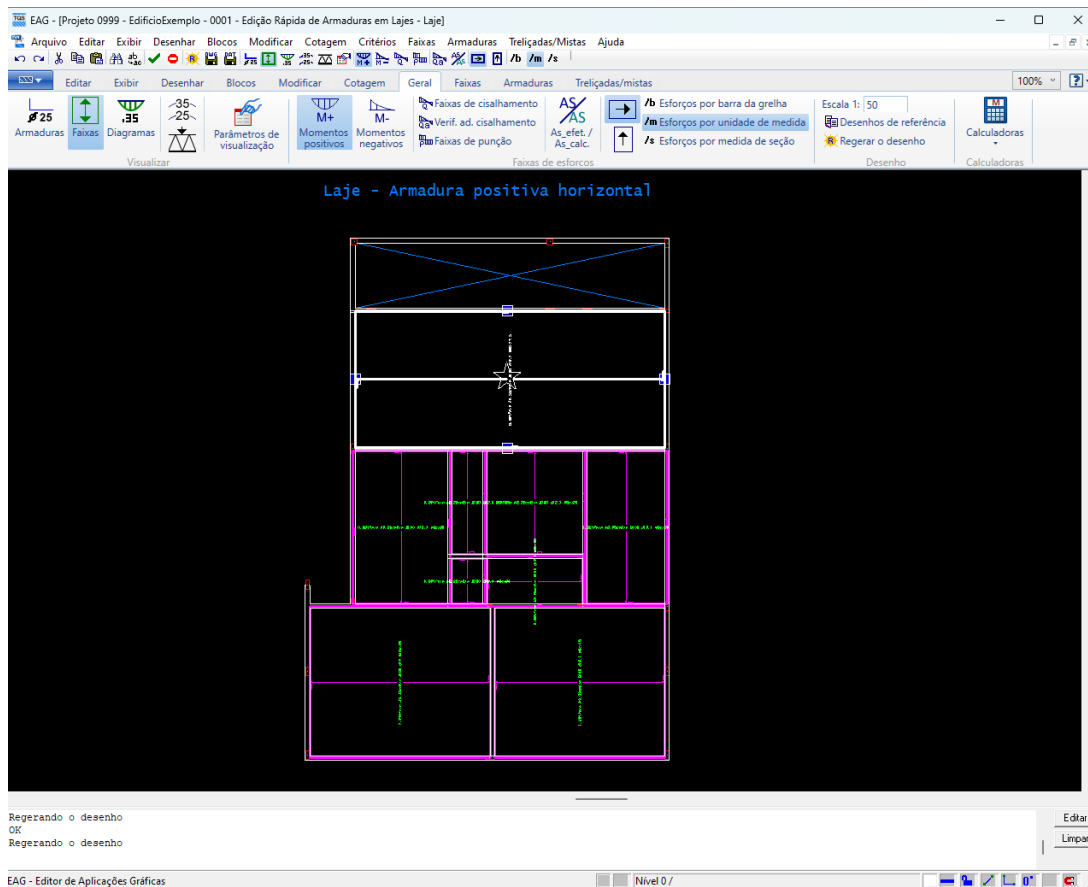 TQS EAG - [Projeto 0999 - EdificioExemplo - 0001 - Edição Rápida de Armaduras em Lajes - Laje]
Arquivo Editar Exibir Desenhar Blocos Modificar Cotagem Critérios Faixas Armaduras Treliçadas/Mistas Ajuda
/b /m /s
Editar Exibir Desenhar Blocos Modificar Cotagem Geral Faixas Armaduras Treliçadas/mistas 100%
ø 25 .35 -35- -25- M+ M- Faixas de cisalhamento AS/AS /b Esforços por barra da grelha Escala 1: 50
Armaduras Faixas Diagramas Parâmetros de visualização Momentos positivos Momentos negativos Verif. ad. cisalhamento As_efet. / As_calc. /m Esforços por unidade de medida Desenhos de referência Calculadoras
Faixas de punção /s Esforços por medida de seção Regerar o desenho
Visualizar Faixas de esforcos Desenho Calculadoras
Laje - Armadura positiva horizontal
Regerando o desenho
OK
Regerando o desenho
Editar
Limpar
EAG - Editor de Aplicações Gráficas Nível 0 /